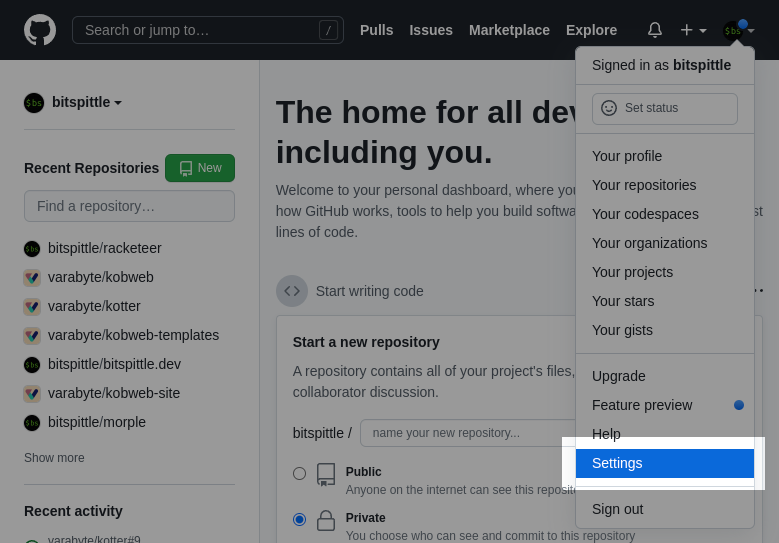 Search or jump to…
/
Pulls
Issues
Marketplace
Explore
$bs
$bs
bitspittle
Recent Repositories
New
Find a repository…
$bs
bitspittle/racketeer
varabyte/kobweb
varabyte/kotter
varabyte/kobweb-templates
$bs
bitspittle/bitspittle.dev
varabyte/kobweb-site
$bs
bitspittle/morple
Show more
Recent activity
varabyte/kotter#9
The home for all
including you.
Welcome to your personal dashboard, where
how GitHub works, tools to help you build
lines of code.
Start writing code
Start a new repository
A repository contains all of your project's files,
collaborator discussion.
bitspittle /
name your new repository...
Public
Anyone on the internet can see this
Private
You choose who can see and commit to this repository
Signed in as bitspittle
Set status
Your profile
Your repositories
Your codespaces
Your organizations
Your projects
Your stars
Your gists
Upgrade
Feature preview
Help
Settings
Sign out